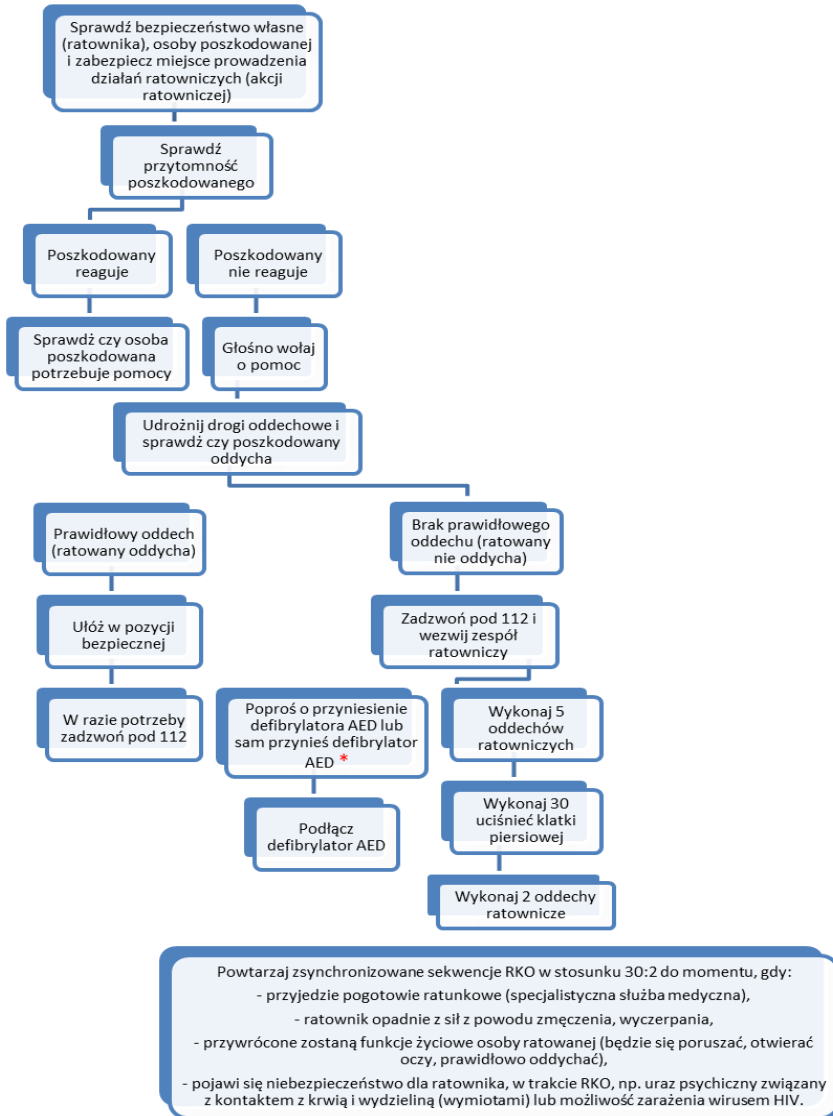 Sprawdź bezpieczeństwo własne
(ratownika), osoby poszkodowanej
i zabezpiecz miejsce prowadzenia
działań ratowniczych (akcji
ratowniczej)
Sprawdź
przytomność
poszkodowanego
Poszkodowany
reaguje
Poszkodowany
nie reaguje
Sprawdż czy osoba
poszkodowana
potrzebuje pomocy
Głośno wołaj
o pomoc
Udrożnij drogi oddechowe i
sprawdż czy poszkodowany
oddycha
Prawidłowy oddech
(ratowany oddycha)
Brak prawidłowego
oddechu (ratowany
nie oddycha)
Ułóż w pozycji
bezpiecznej
Zadzwoń pod 112 i
wezwij zespół
ratowniczy
W razie potrzeby
zadzwoń pod 112
Poproś o przyniesienie
defibrylatora AED lub
sam przynieś defibrylator
AED *
Wykonaj 5
oddechów
ratowniczych
Podłącz
defibrylator AED
Wykonaj 30
uciśnieć klatki
piersiowej
Wykonaj 2 oddechy
ratownicze
Powtarzaj zsynchronizowane sekwencje RKO w stosunku 30:2 do momentu, gdy:
- przyjedzie pogotowie ratunkowe (specjalistyczna służba medyczna),
- ratownik opadnie z sił z powodu zmęczenia, wyczerpania,
- przywrócone zostaną funkcje życiowe osoby ratowanej (będzie się poruszać, otwierać
oczy, prawidłowo oddychać),
- pojawi się niebezpieczeństwo dla ratownika, w trakcie RKO, np. uraz psychiczny związany
z kontaktem z krwią i wydzieliną (wymiotami) lub możliwość zarażenia wirusem HIV.